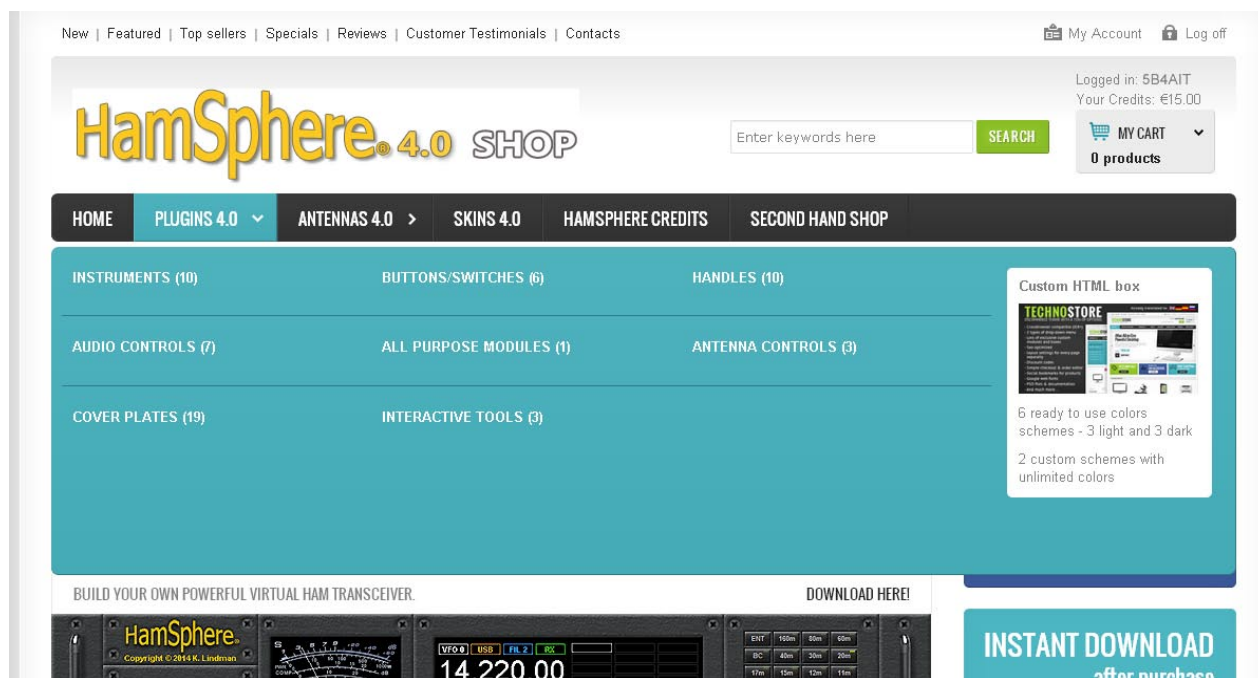 New | Featured | Top sellers | Specials | Reviews | Customer Testimonials | Contacts
My Account Log off
Logged in: 5B4AIT
Your Credits: €15.00
HamSphere® 4.0 SHOP
Enter keywords here SEARCH
MY CART
0 products
HOME PLUGINS 4.0 ANTENNAS 4.0 > SKINS 4.0 HAMSPHERE CREDITS SECOND HAND SHOP
INSTRUMENTS (10) BUTTONS/SWITCHES (6) HANDLES (10)
AUDIO CONTROLS (7) ALL PURPOSE MODULES (1) ANTENNA CONTROLS (3)
COVER PLATES (19) INTERACTIVE TOOLS (3)
Custom HTML box
TECHNOSTORE
6 ready to use colors
schemes - 3 light and 3 dark
2 custom schemes with
unlimited colors
BUILD YOUR OWN POWERFUL VIRTUAL HAM TRANSCEIVER. DOWNLOAD HERE!
HamSphere®
Copyright © 2014 K. Lindman
VFO 0 USB FIL 2 RX
14 220.00
ENT 160m 80m 60m
BC 40m 30m 20m
17m 15m 12m 11m
INSTANT DOWNLOAD
after purchase